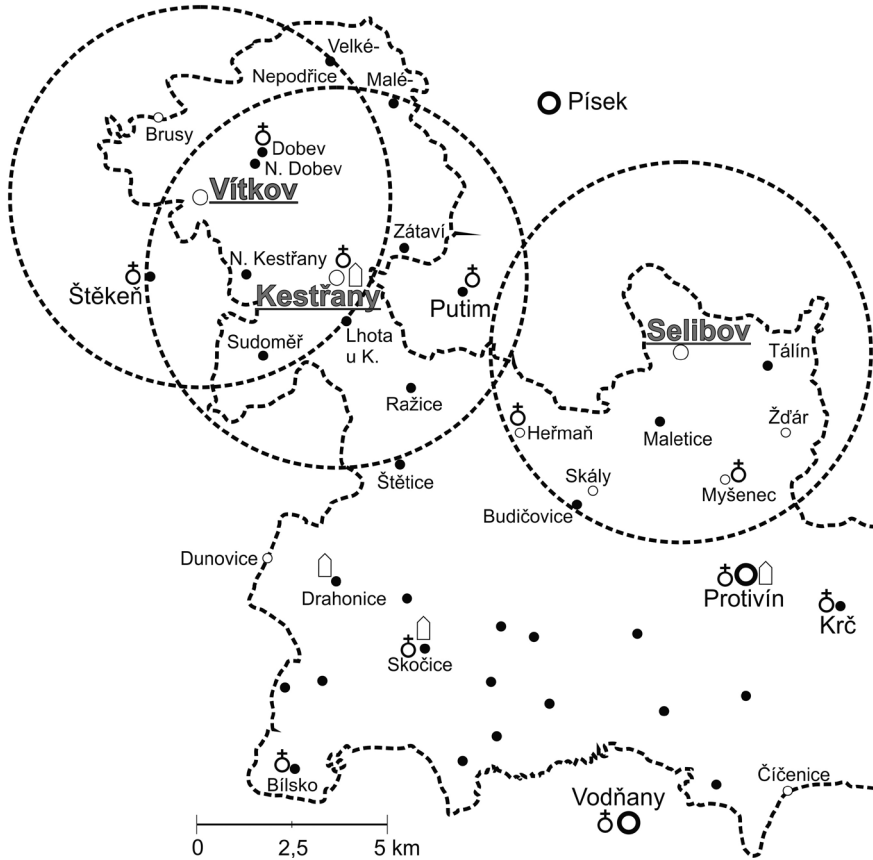 Velké-
Nepodřice
Malé-
Písek
Brusy
Dobev
N. Dobev
Vítkov
Zátaví
N. Kestřany
Štěkeň
Kestřany
Putim
Sudoměř
Lhota
u K.
Selibov
Tálín
Ražice
Heřmaň
Maletice
Žďár
Štětice
Skály
Myšenec
Budičovice
Dunovice
Drahonice
Protivín
Krč
Skočice
Bílsko
Číčenice
Vodňany
0 2,5 5 km